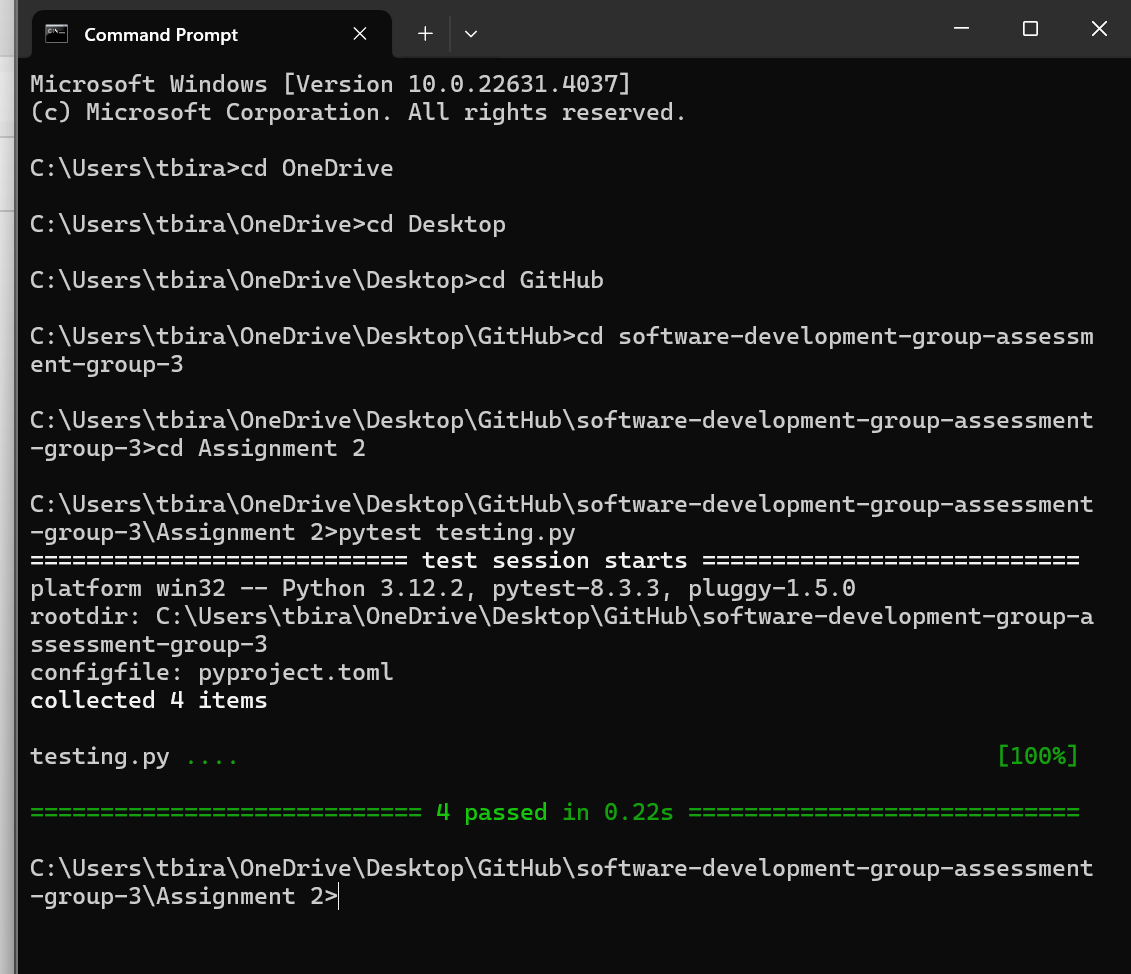 Command Prompt
Microsoft Windows [Version 10.0.22631.4037]
(c) Microsoft Corporation. All rights reserved.
C:\Users\tbira>cd OneDrive
C:\Users\tbira\OneDrive>cd Desktop
C:\Users\tbira\OneDrive\Desktop>cd GitHub
C:\Users\tbira\OneDrive\Desktop\GitHub>cd software-development-group-assessm
ent-group-3
C:\Users\tbira\OneDrive\Desktop\GitHub\software-development-group-assessment
-group-3>cd Assignment 2
C:\Users\tbira\OneDrive\Desktop\GitHub\software-development-group-assessment
-group-3\Assignment 2>pytest testing.py
=========================== test session starts ===========================
platform win32 -- Python 3.12.2, pytest-8.3.3, pluggy-1.5.0
rootdir: C:\Users\tbira\OneDrive\Desktop\GitHub\software-development-group-a
ssessment-group-3
configfile: pyproject.toml
collected 4 items
testing.py .... [100%]
============================ 4 passed in 0.22s ============================
C:\Users\tbira\OneDrive\Desktop\GitHub\software-development-group-assessment
-group-3\Assignment 2>